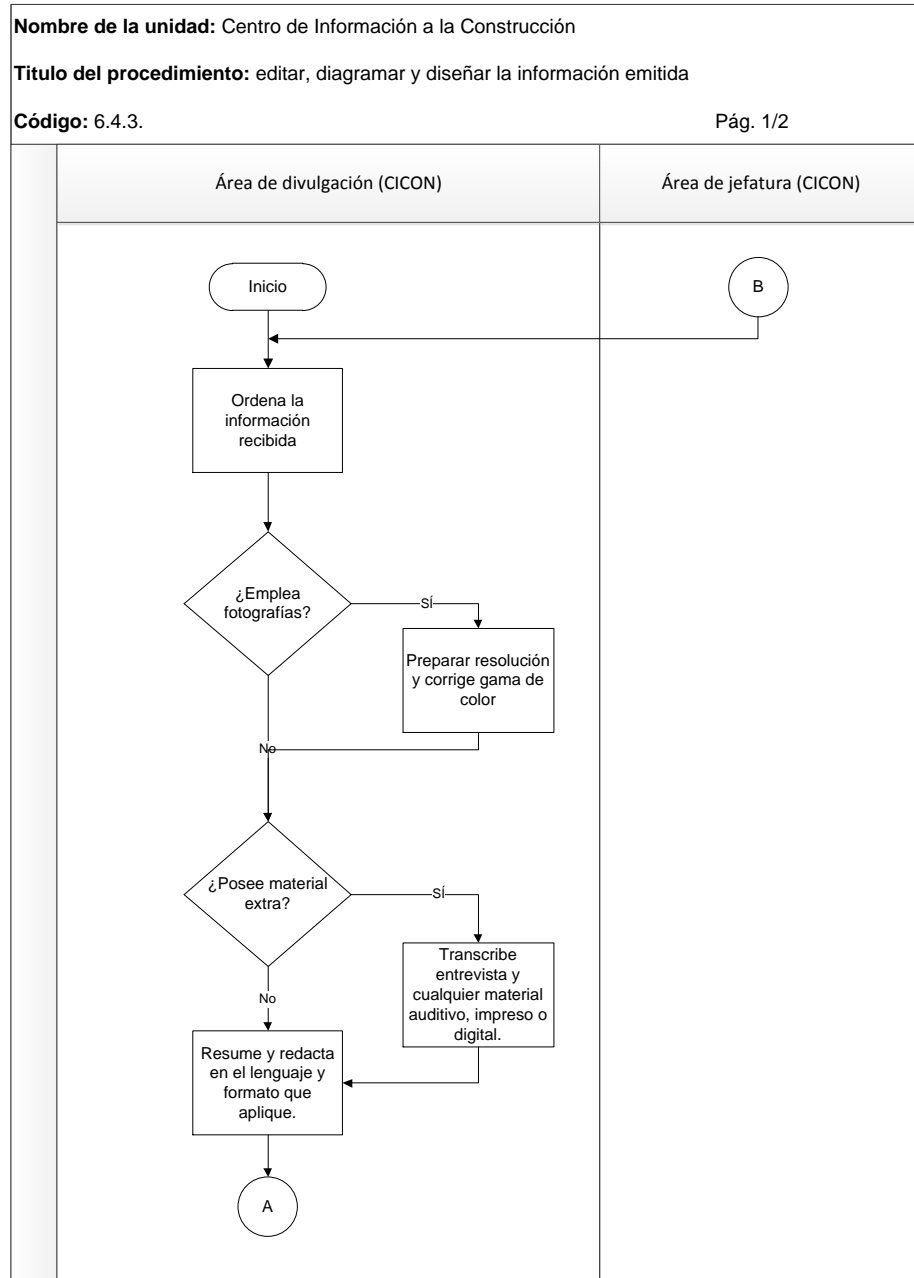 Nombre de la unidad: Centro de Información a la Construcción
Titulo del procedimiento: editar, diagramar y diseñar la información emitida
Código: 6.4.3. Pág. 1/2
Área de divulgación (CICON)
Área de jefatura (CICON)
Inicio
B
Ordena la
información
recibida
¿Emplea
fotografías?
SÍ
Preparar resolución
y corrige gama de
color
No
¿Posee material
extra?
SÍ
Transcribe
entrevista y
cualquier material
auditivo, impreso o
digital.
No
Resume y redacta
en el lenguaje y
formato que
aplique.
A